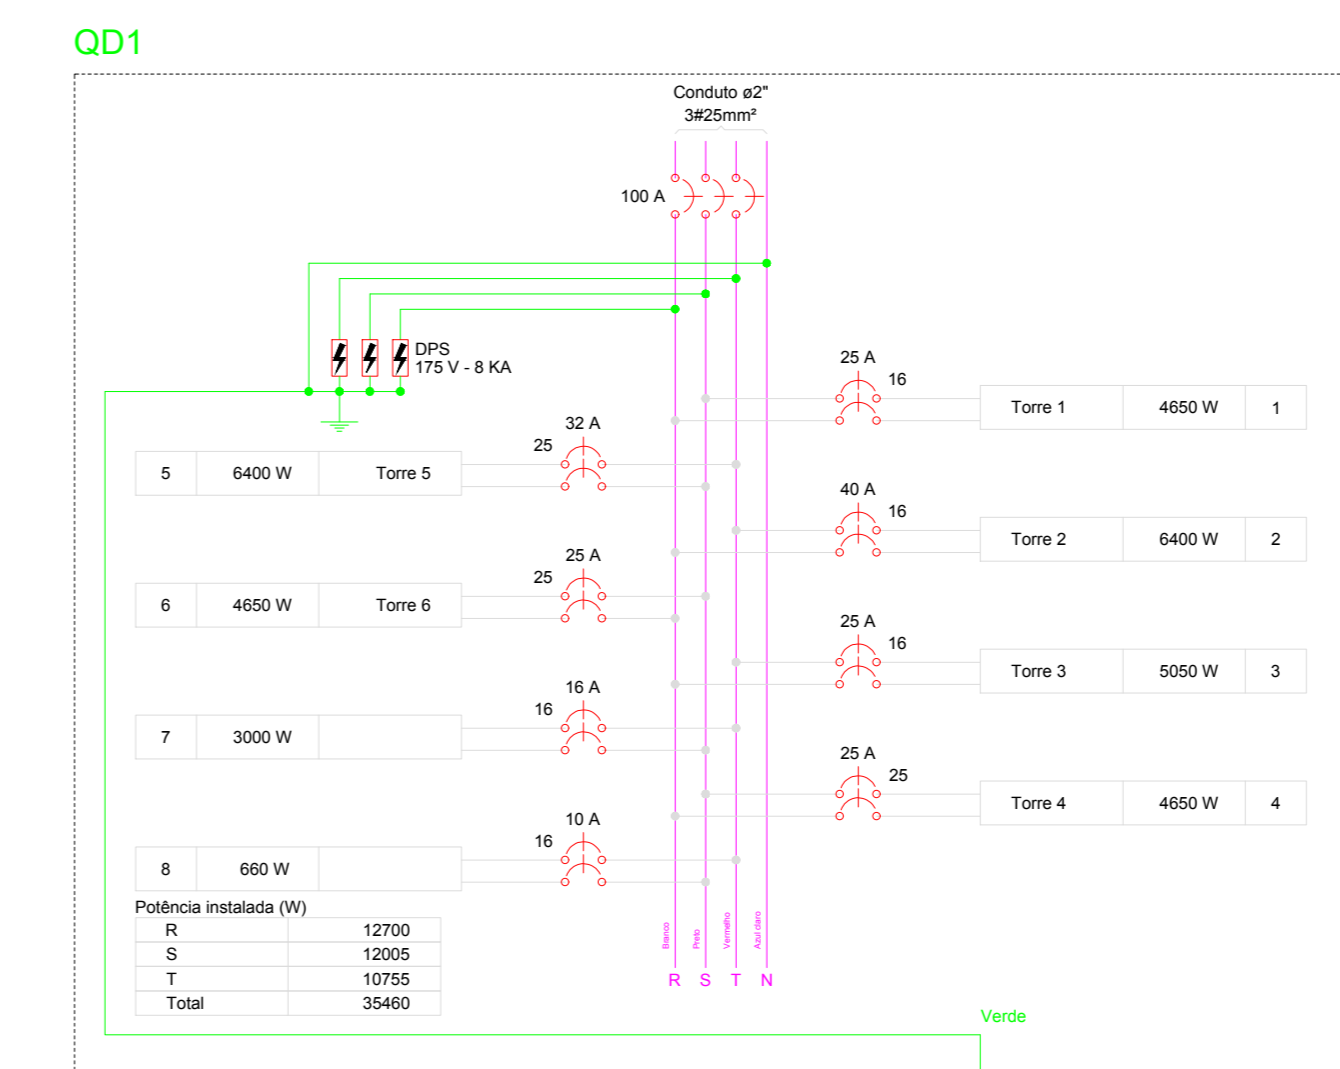 QD1
Conduto ø2"
3#25mm²
100 A
DPS
175 V - 8 KA
25 A
16
Torre 1 4650 W 1
32 A
25
5 6400 W Torre 5
40 A
16
Torre 2 6400 W 2
25 A
25
6 4650 W Torre 6
25 A
16
Torre 3 5050 W 3
16 A
16
7 3000 W
25 A
25
Torre 4 4650 W 4
10 A
16
8 660 W
Potência instalada (W)
R 12700
S 12005
T 10755
Total 35460
Branco
Preto
Vermelho
Azul claro
R S T N
Verde